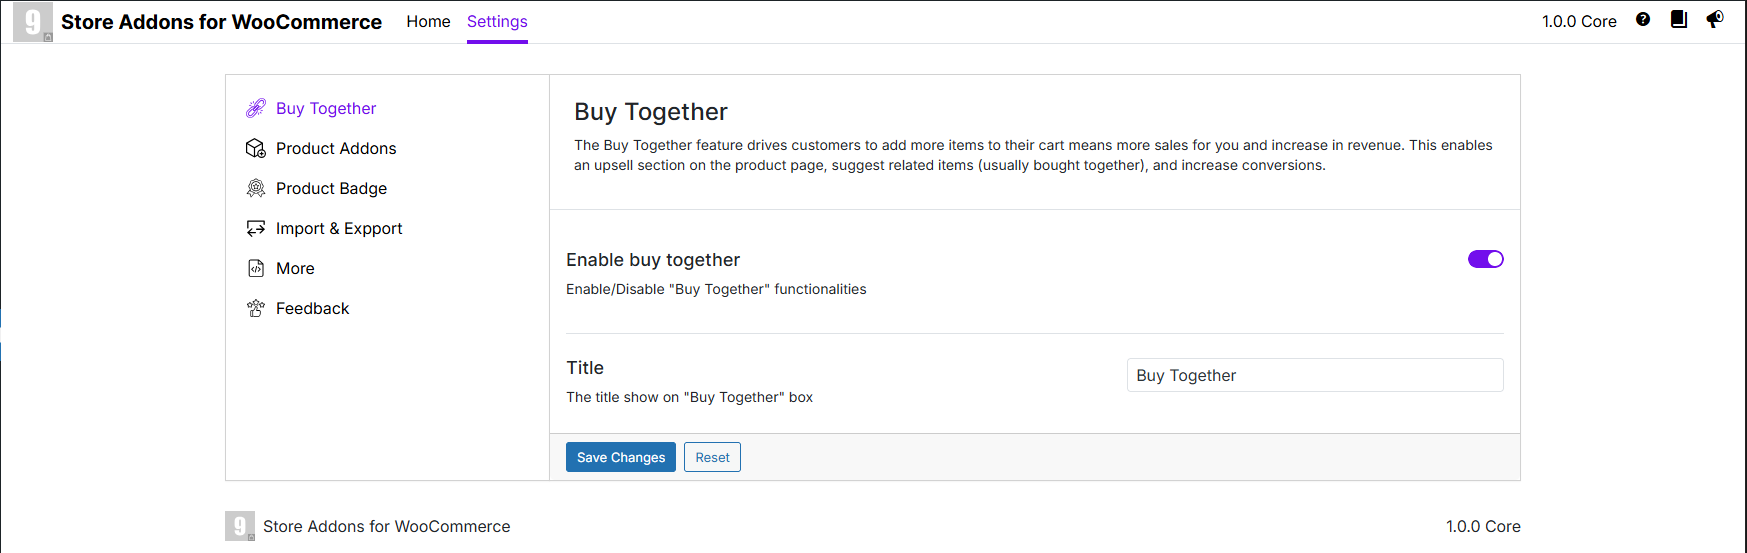 9 Store Addons for WooCommerce Home Settings 1.0.0 Core ?
Buy Together
Product Addons
Product Badge
Import & Expport
More
Feedback
Buy Together
The Buy Together feature drives customers to add more items to their cart means more sales for you and increase in revenue. This enables
an upsell section on the product page, suggest related items (usually bought together), and increase conversions.
Enable buy together
Enable/Disable "Buy Together" functionalities
Title
The title show on "Buy Together" box
Buy Together
Save Changes Reset
9 Store Addons for WooCommerce 1.0.0 Core